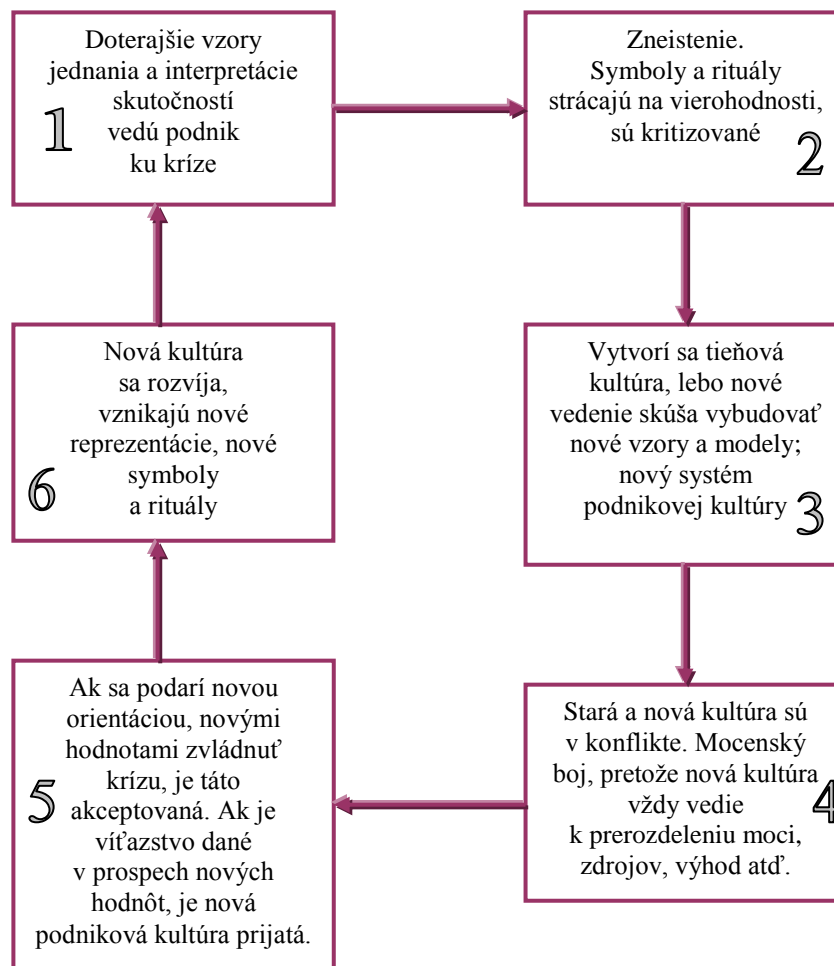 Doterajšie vzory
jednania a interpretácie
skutočností
vedú podnik
ku kríze
1
Zneistenie.
Symboly a rituály
strácajú na vierohodnosti,
sú kritizované
2
Vytvorí sa tieňová
kultúra, lebo nové
vedenie skúša vybudovať
nové vzory a modely;
nový systém
podnikovej kultúry
3
Stará a nová kultúra sú
v konflikte. Mocenský
boj, pretože nová kultúra
vždy vedie
k prerozdeleniu moci,
zdrojov, výhod atď.
4
Ak sa podarí novou
orientáciou, novými
hodnotami zvládnuť
krízu, je táto
akceptovaná. Ak je
víťazstvo dané
v prospech nových
hodnôt, je nová
podniková kultúra prijatá.
5
Nová kultúra
sa rozvíja,
vznikajú nové
reprezentácie, nové
symboly
a rituály
6